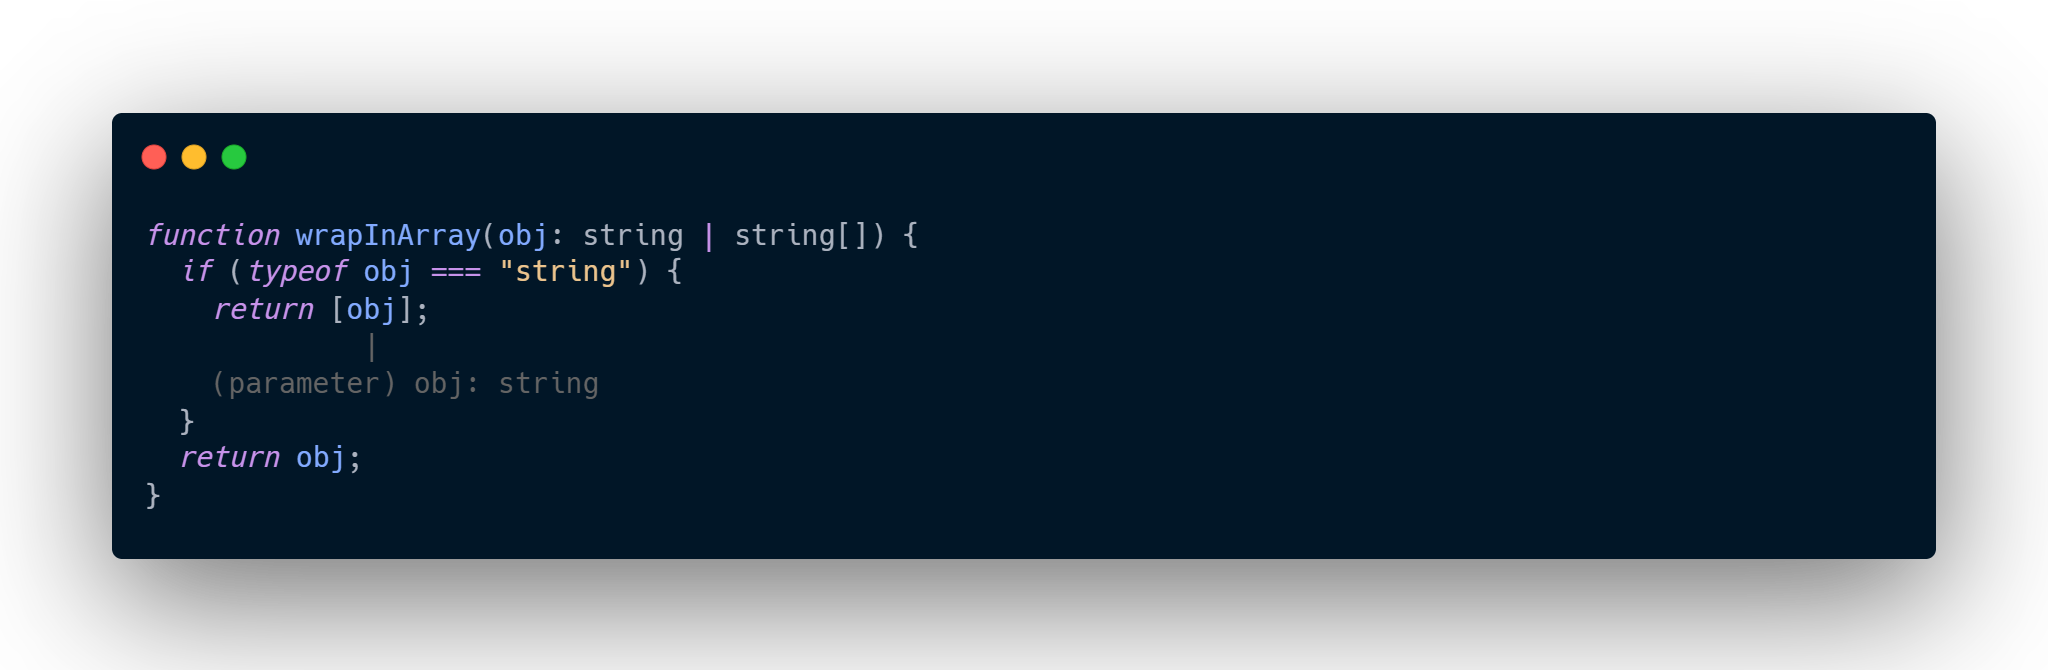 function wrapInArray(obj: string | string[]) {
  if (typeof obj === "string") {
    return [obj];
             |
    (parameter) obj: string
  }
  return obj;
}